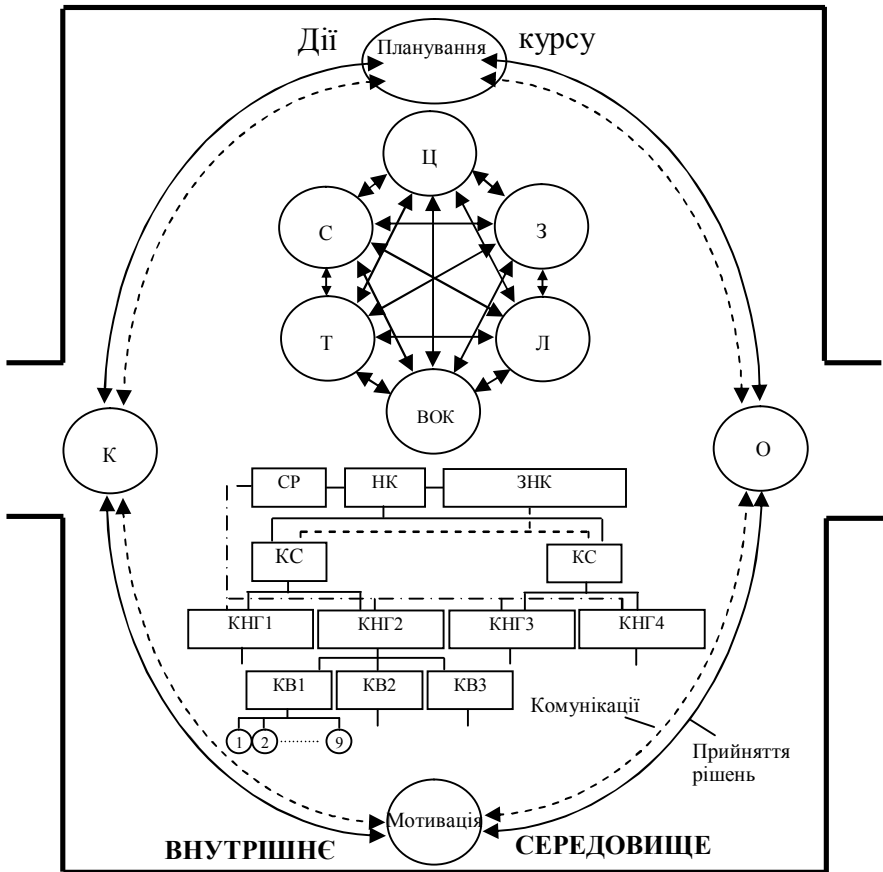 Дії
Планування
курсу
Ц
С
З
Т
Л
ВОК
К
О
СР
НК
ЗНК
КС
КС
КНГ1
КНГ2
КНГ3
КНГ4
КВ1
КВ2
КВ3
1
2
9
Комунікації
Прийняття
рішень
Мотивація
ВНУТРІШНЄ
СЕРЕДОВИЩЕ